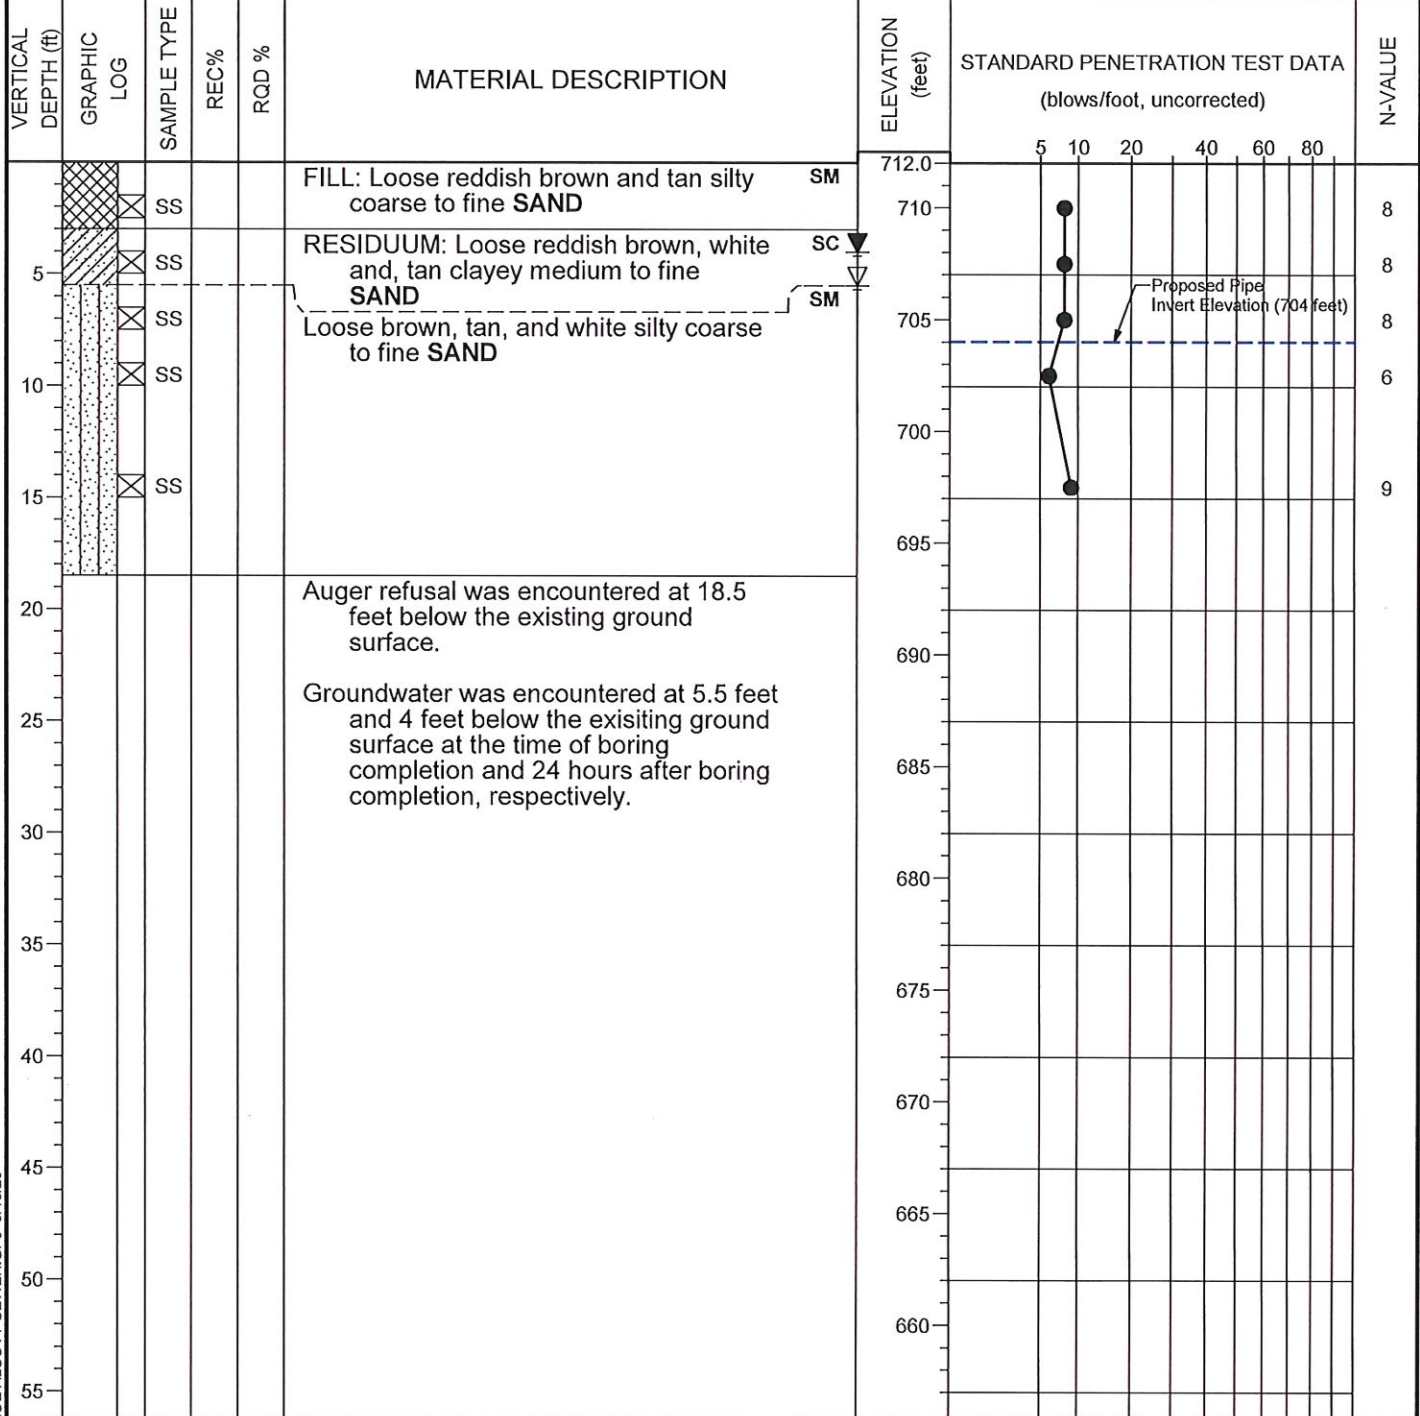 VERTICAL
DEPTH (ft)
GRAPHIC
LOG
SAMPLE TYPE
REC%
RQD %
MATERIAL DESCRIPTION
ELEVATION
(feet)
STANDARD PENETRATION TEST DATA
(blows/foot, uncorrected)
5 10 20 40 60 80
N-VALUE
712.0
FILL: Loose reddish brown and tan silty
coarse to fine SAND
SM
SS
710
8
RESIDUUM: Loose reddish brown, white
and, tan clayey medium to fine
SAND
SC
SS
5
8
SM
Proposed Pipe
Invert Elevation (704 feet)
Loose brown, tan, and white silty coarse
to fine SAND
SS
705
8
SS
10
6
700
SS
15
9
695
Auger refusal was encountered at 18.5
feet below the existing ground
surface.
20
690
Groundwater was encountered at 5.5 feet
and 4 feet below the exisiting ground
surface at the time of boring
completion and 24 hours after boring
completion, respectively.
25
685
30
680
35
675
40
670
45
665
50
660
55